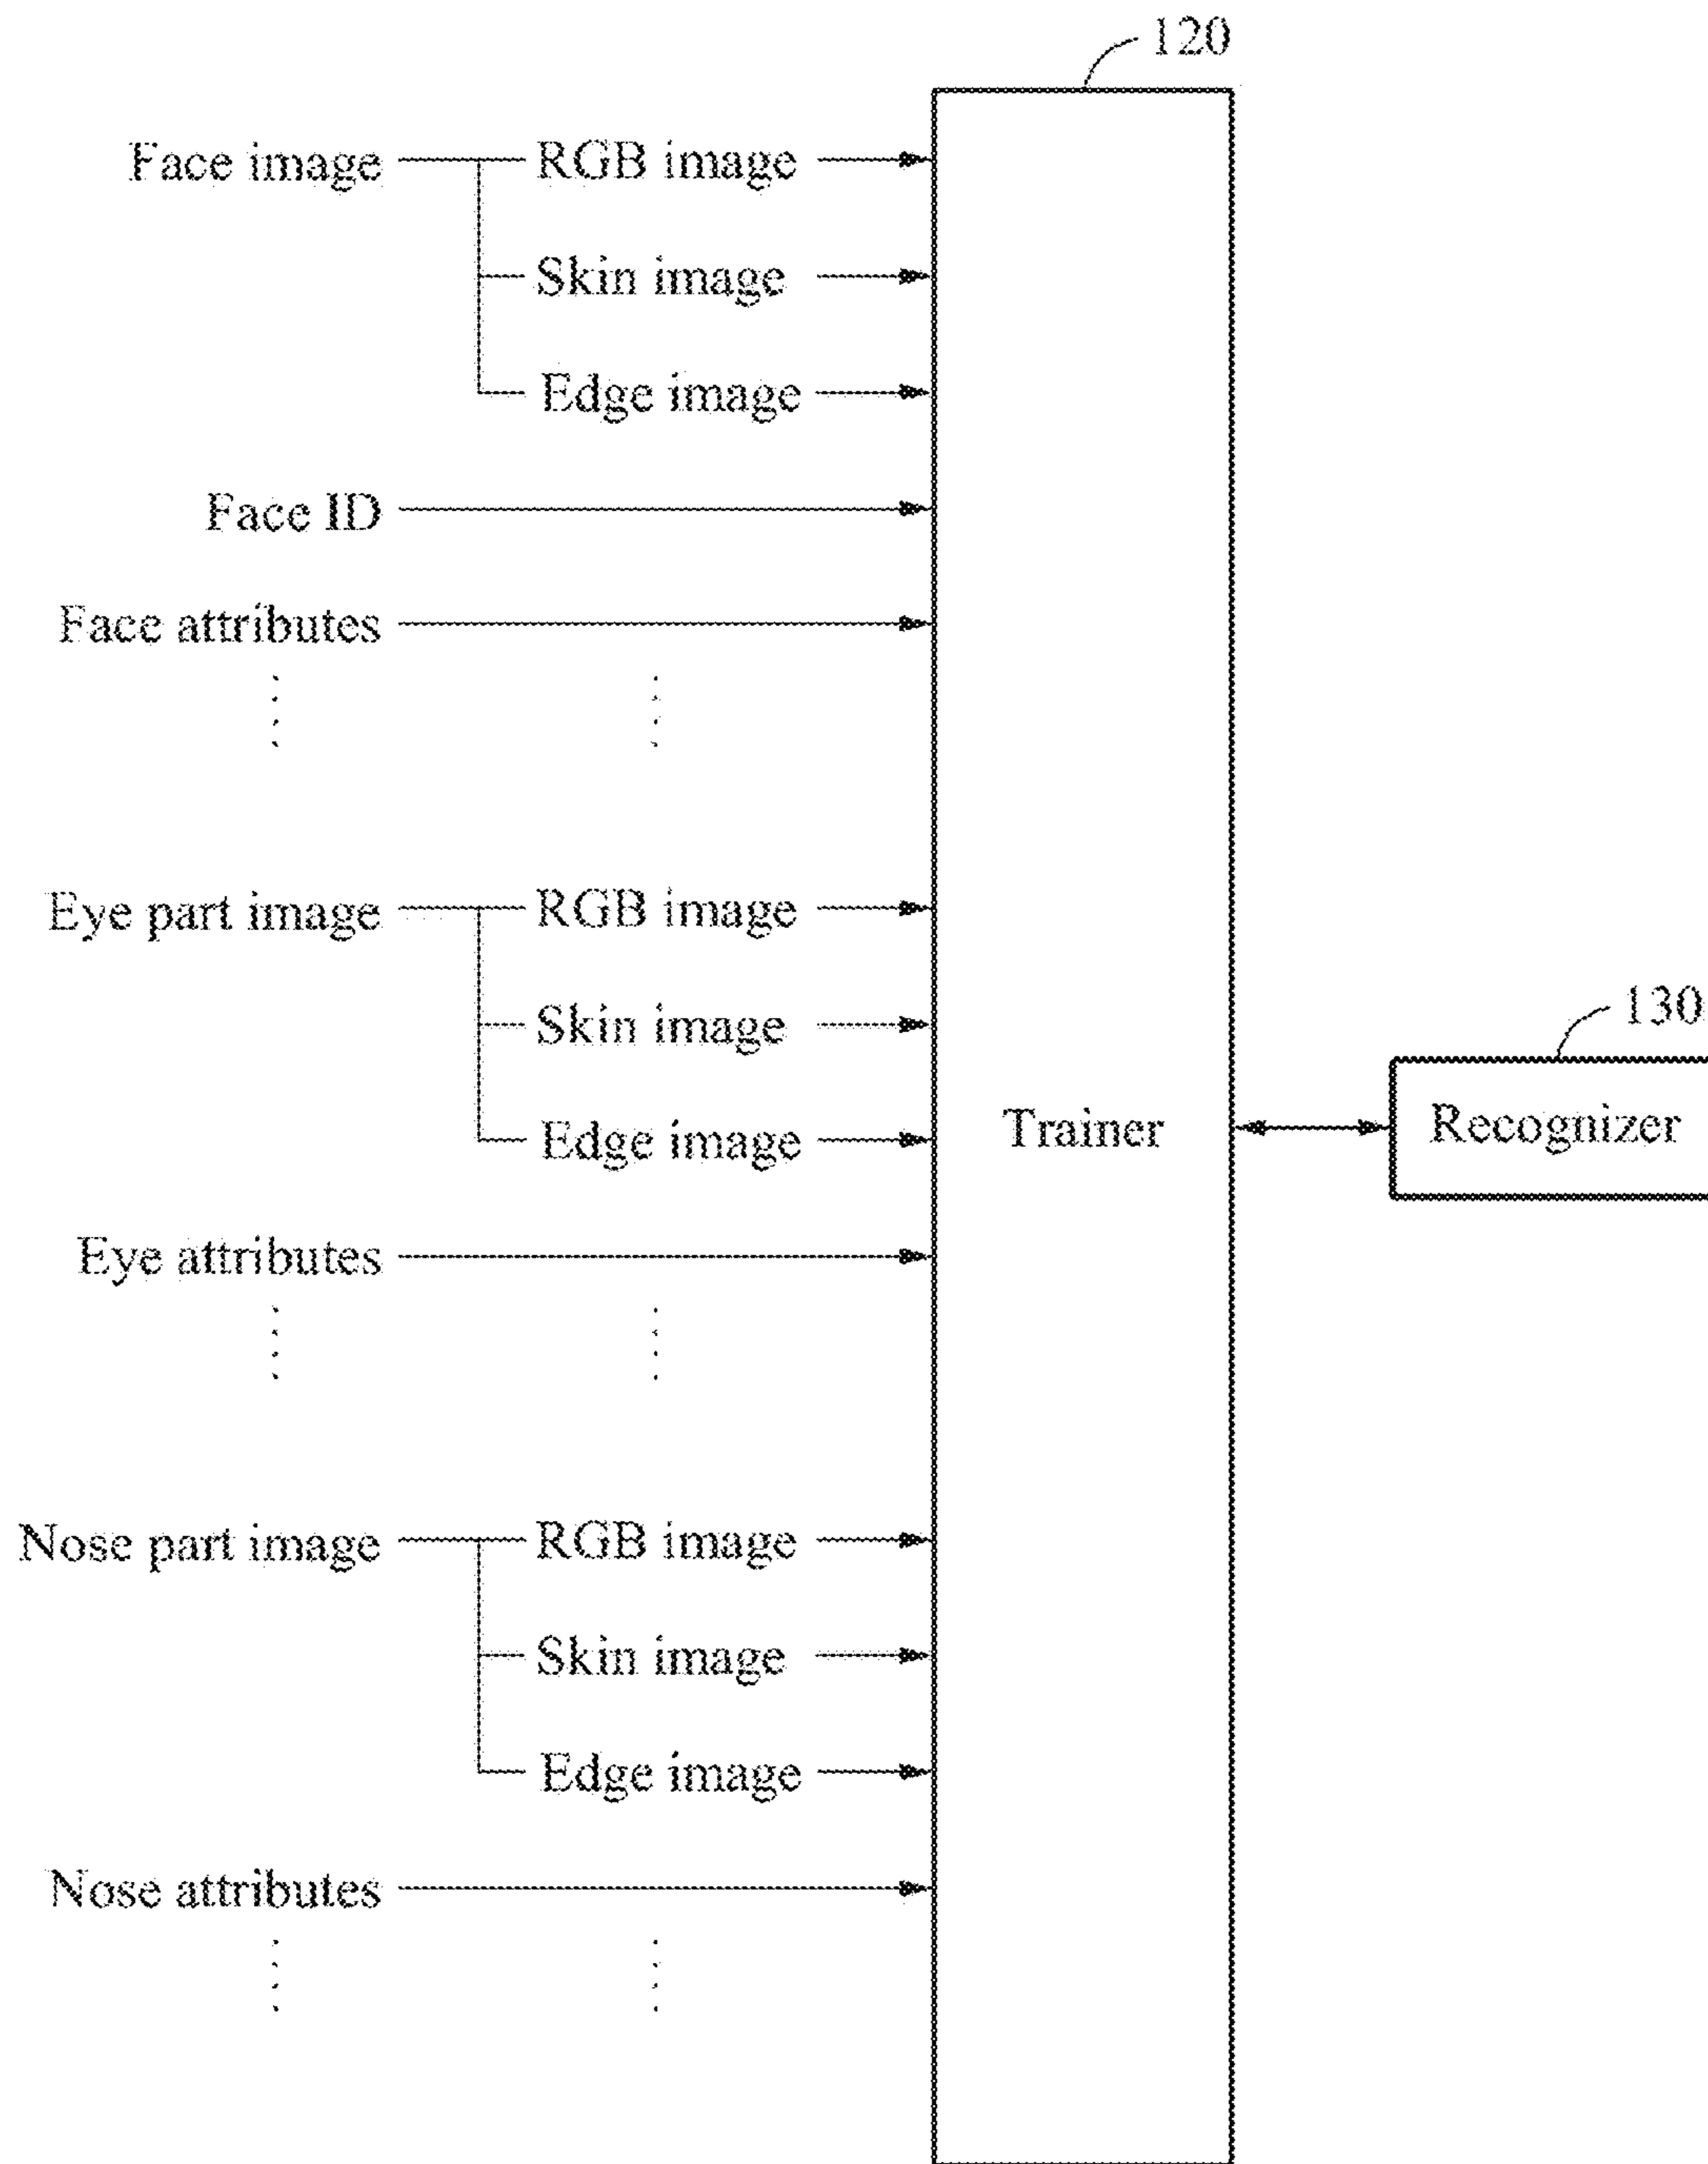 120
Face image RGB image
Skin image
Edge image
Face ID
Face attributes
Eye part image RGB image
Skin image
130
Edge image Trainer Recognizer
Eye attributes
Nose part image RGB image
Skin image
Edge image
Nose attributes